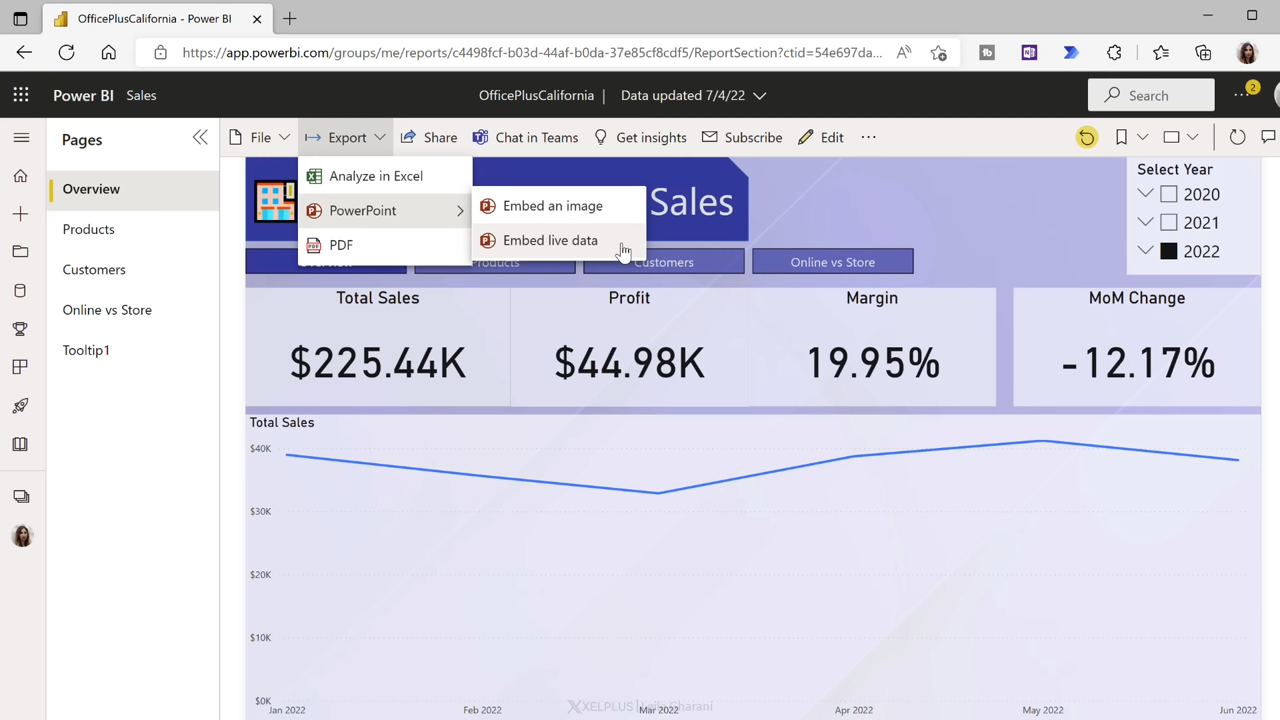 OfficePlusCalifornia - Power BI
https://app.powerbi.com/groups/me/reports/c4498fcf-b03d-44af-b0da-37e85cf8cdf5/ReportSection?ctid=54e697da...
Power BI Sales
OfficePlusCalifornia | Data updated 7/4/22
Search
2
Pages
Overview
Products
Customers
Online vs Store
Tooltip1
File
Export
Share
Chat in Teams
Get insights
Subscribe
Edit
Analyze in Excel
PowerPoint
PDF
Embed an image
Embed live data
Sales
Select Year
2020
2021
2022
Products
Customers
Online vs Store
Total Sales
$225.44K
Profit
$44.98K
Margin
19.95%
MoM Change
-12.17%
Total Sales
$40K
$30K
$20K
$10K
$0K
Jan 2022
Feb 2022
Mar 2022
Apr 2022
May 2022
Jun 2022
XELPLUS | Leila Gharani